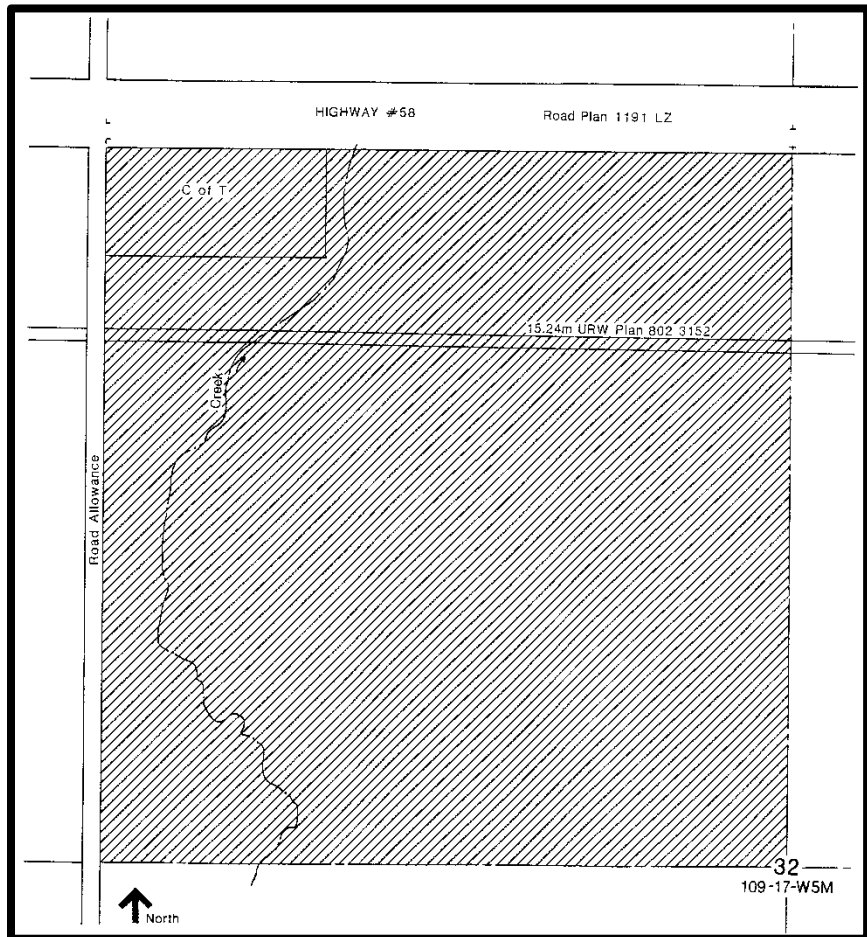 HIGHWAY #58
Road Plan 1191 LZ
C of T
15.24m URW Plan 802 3152
Creek
Road Allowance
32
109-17-W5M
North